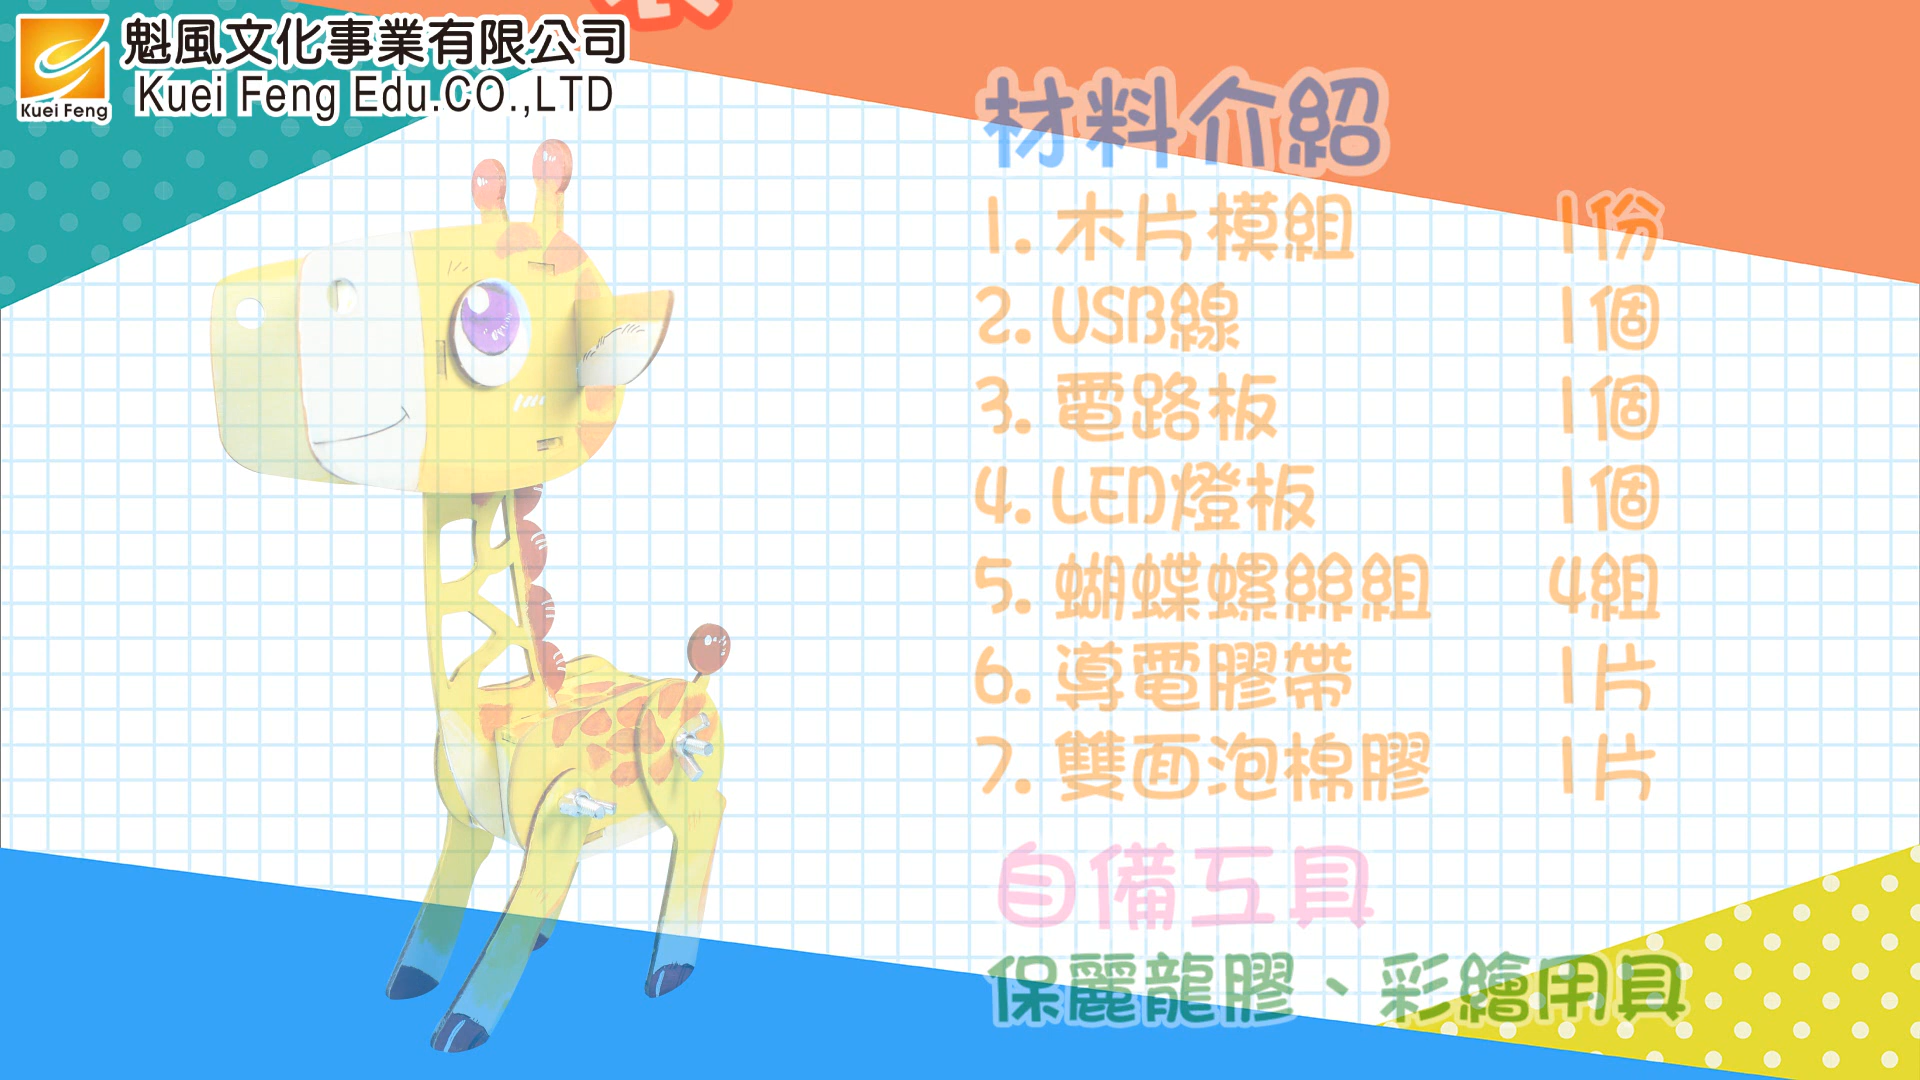 魁風文化事業有限公司
Kuei Feng Edu.CO.,LTD
Kuei Feng
材料介紹
1. 木片模組 1份
2. USB線 1個
3. 電路板 1個
4. LED燈板 1個
5. 蝴蝶螺絲組 4組
6. 導電膠帶 1片
7. 雙面泡棉膠 1片
自備工具
保麗龍膠、彩繪用具